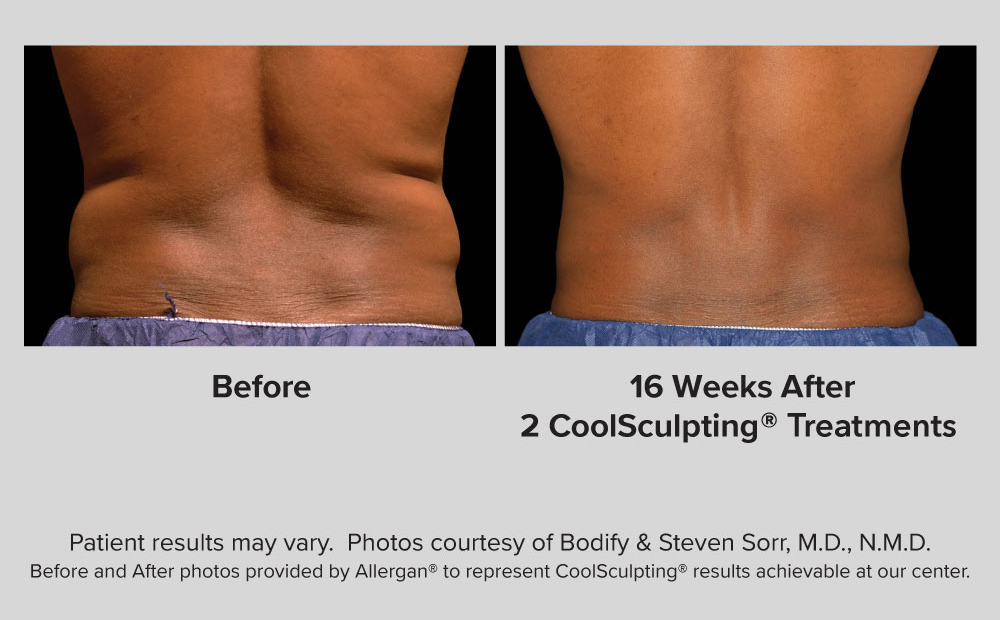 Before
16 Weeks After
2 CoolSculpting® Treatments
Patient results may vary.  Photos courtesy of Bodify & Steven Sorr, M.D., N.M.D.
Before and After photos provided by Allergan® to represent CoolSculpting® results achievable at our center.